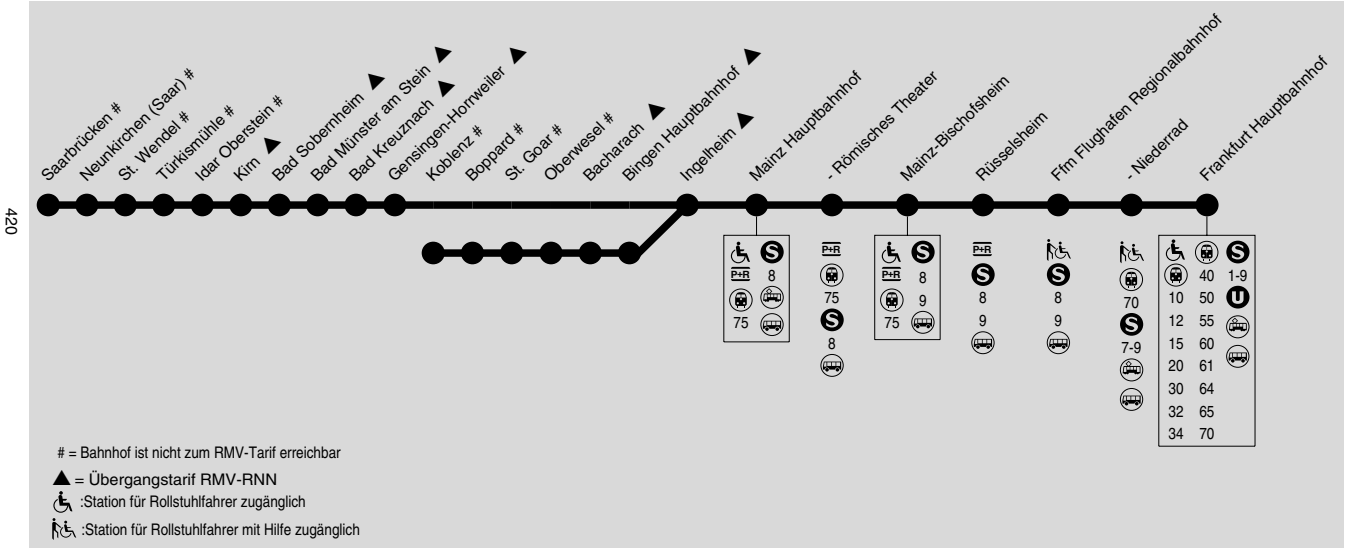 Saarbrücken #
Neunkirchen (Saar) #
St. Wendel #
Türkismühle #
Idar Oberstein #
Kirn ▲
Bad Sobernheim ▲
Bad Münster am Stein ▲
Bad Kreuznach ▲
Gensingen-Horrweiler ▲
Koblenz #
Boppard #
St. Goar #
Oberwesel #
Bacharach ▲
Bingen Hauptbahnhof ▲
Ingelheim ▲
Mainz Hauptbahnhof
- Römisches Theater
Mainz-Bischofsheim
Rüsselsheim
Ffm Flughafen Regionalbahnhof
- Niederrad
Frankfurt Hauptbahnhof
420
S
P+R 8
75
P+R
75
S
8
S
P+R 8
9
75
P+R
S
8
9
S
8
9
70
S
7-9
S
40 1-9
10 50 U
12 55
15 60
20 61
30 64
32 65
34 70
# = Bahnhof ist nicht zum RMV-Tarif erreichbar
▲ = Übergangstarif RMV-RNN
:Station für Rollstuhlfahrer zugänglich
:Station für Rollstuhlfahrer mit Hilfe zugänglich